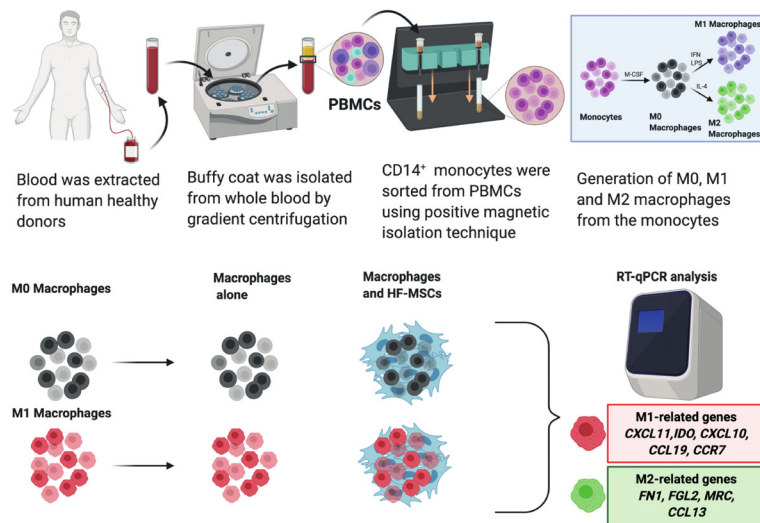 Blood was extracted
from human healthy
donors
PBMCs
Buffy coat was isolated
from whole blood by
gradient centrifugation
CD14+ monocytes were
sorted from PBMCs
using positive magnetic
isolation technique
M1 Macrophages
IFN
LPS
M-CSF
IL-4
Monocytes
M0
Macrophages
M2
Macrophages
Generation of M0, M1
and M2 macrophages
from the monocytes
M0 Macrophages
Macrophages
alone
Macrophages
and HF-MSCs
RT-qPCR analysis
M1 Macrophages
M1-related genes
CXCL11,IDO, CXCL10,
CCL19, CCR7
M2-related genes
FN1, FGL2, MRC,
CCL13